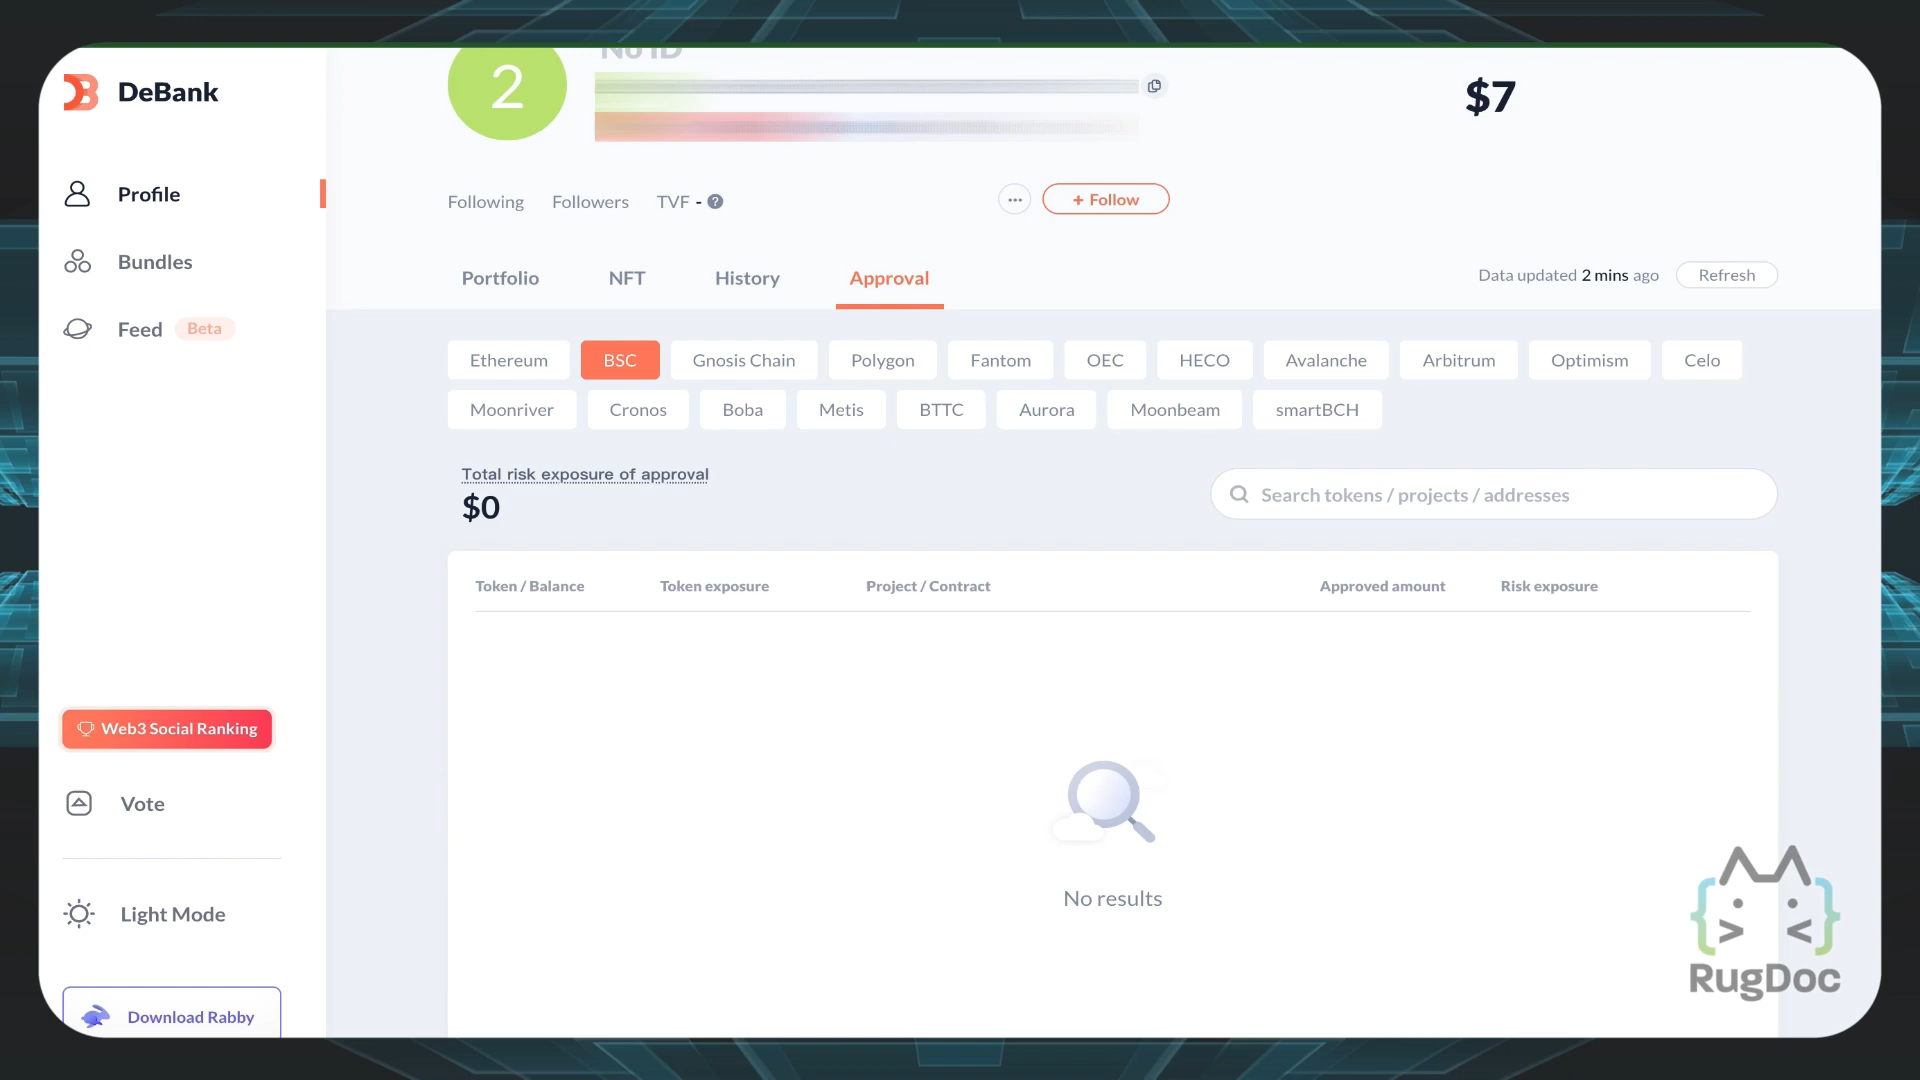 No ID
DeBank
2
$7
Profile
Following Followers TVF - ?
+ Follow
Bundles
Portfolio NFT History Approval
Data updated 2 mins ago Refresh
Feed Beta
Ethereum BSC Gnosis Chain Polygon Fantom OEC HECO Avalanche Arbitrum Optimism Celo
Moonriver Cronos Boba Metis BTTC Aurora Moonbeam smartBCH
Total risk exposure of approval
$0
Search tokens / projects / addresses
Token / Balance Token exposure Project / Contract Approved amount Risk exposure
No results
Web3 Social Ranking
Vote
Light Mode
Download Rabby
RugDoc